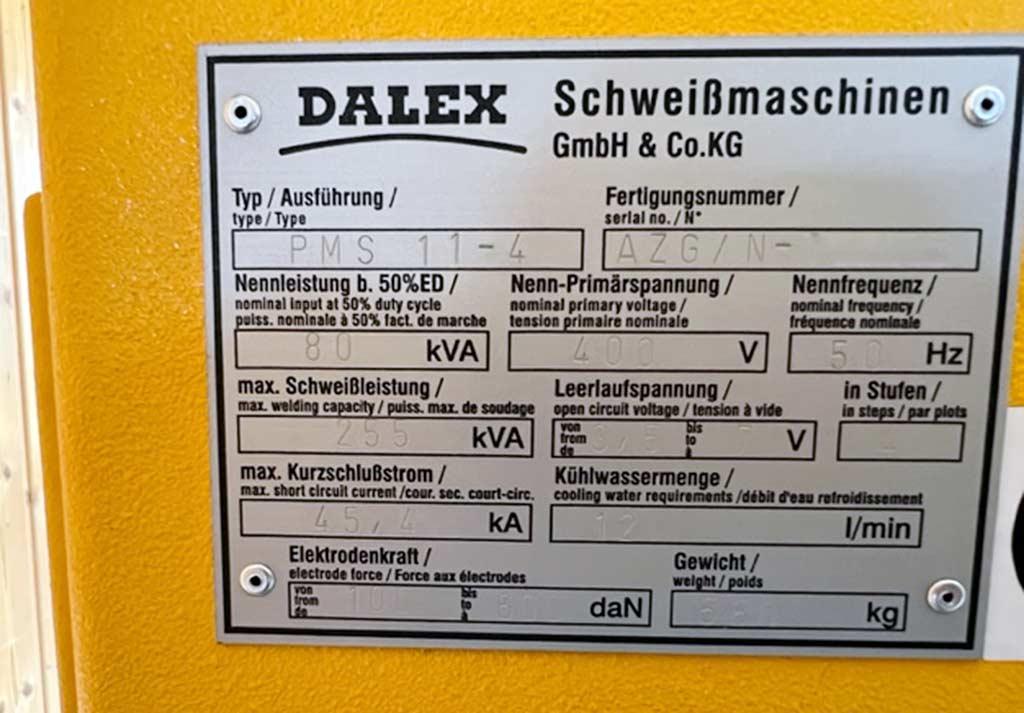 DALEX Schweißmaschinen
GmbH & Co.KG
Typ / Ausführung / Fertigungsnummer /
type / Type serial no. / N°
PMS 11-4 AZG/N-
Nennleistung b. 50%ED / Nenn-Primärspannung / Nennfrequenz /
nominal input at 50% duty cycle nominal primary voltage / nominal frequency /
puiss. nominale à 50% fact. de marche tension primaire nominale fréquence nominale
80 kVA 400 V 50 Hz
max. Schweißleistung / Leerlaufspannung / in Stufen /
max. welding capacity / puiss. max. de soudage open circuit voltage / tension à vide in steps / par plots
255 kVA von from de bis to à V
max. Kurzschlußstrom / Kühlwassermenge /
max. short circuit current /cour. sec. court-circ. cooling water requirements /débit d'eau refroidissement
45,4 kA 12 l/min
Elektrodenkraft / Gewicht /
electrode force / Force aux électrodes weight / poids
von from de bis to à daN kg